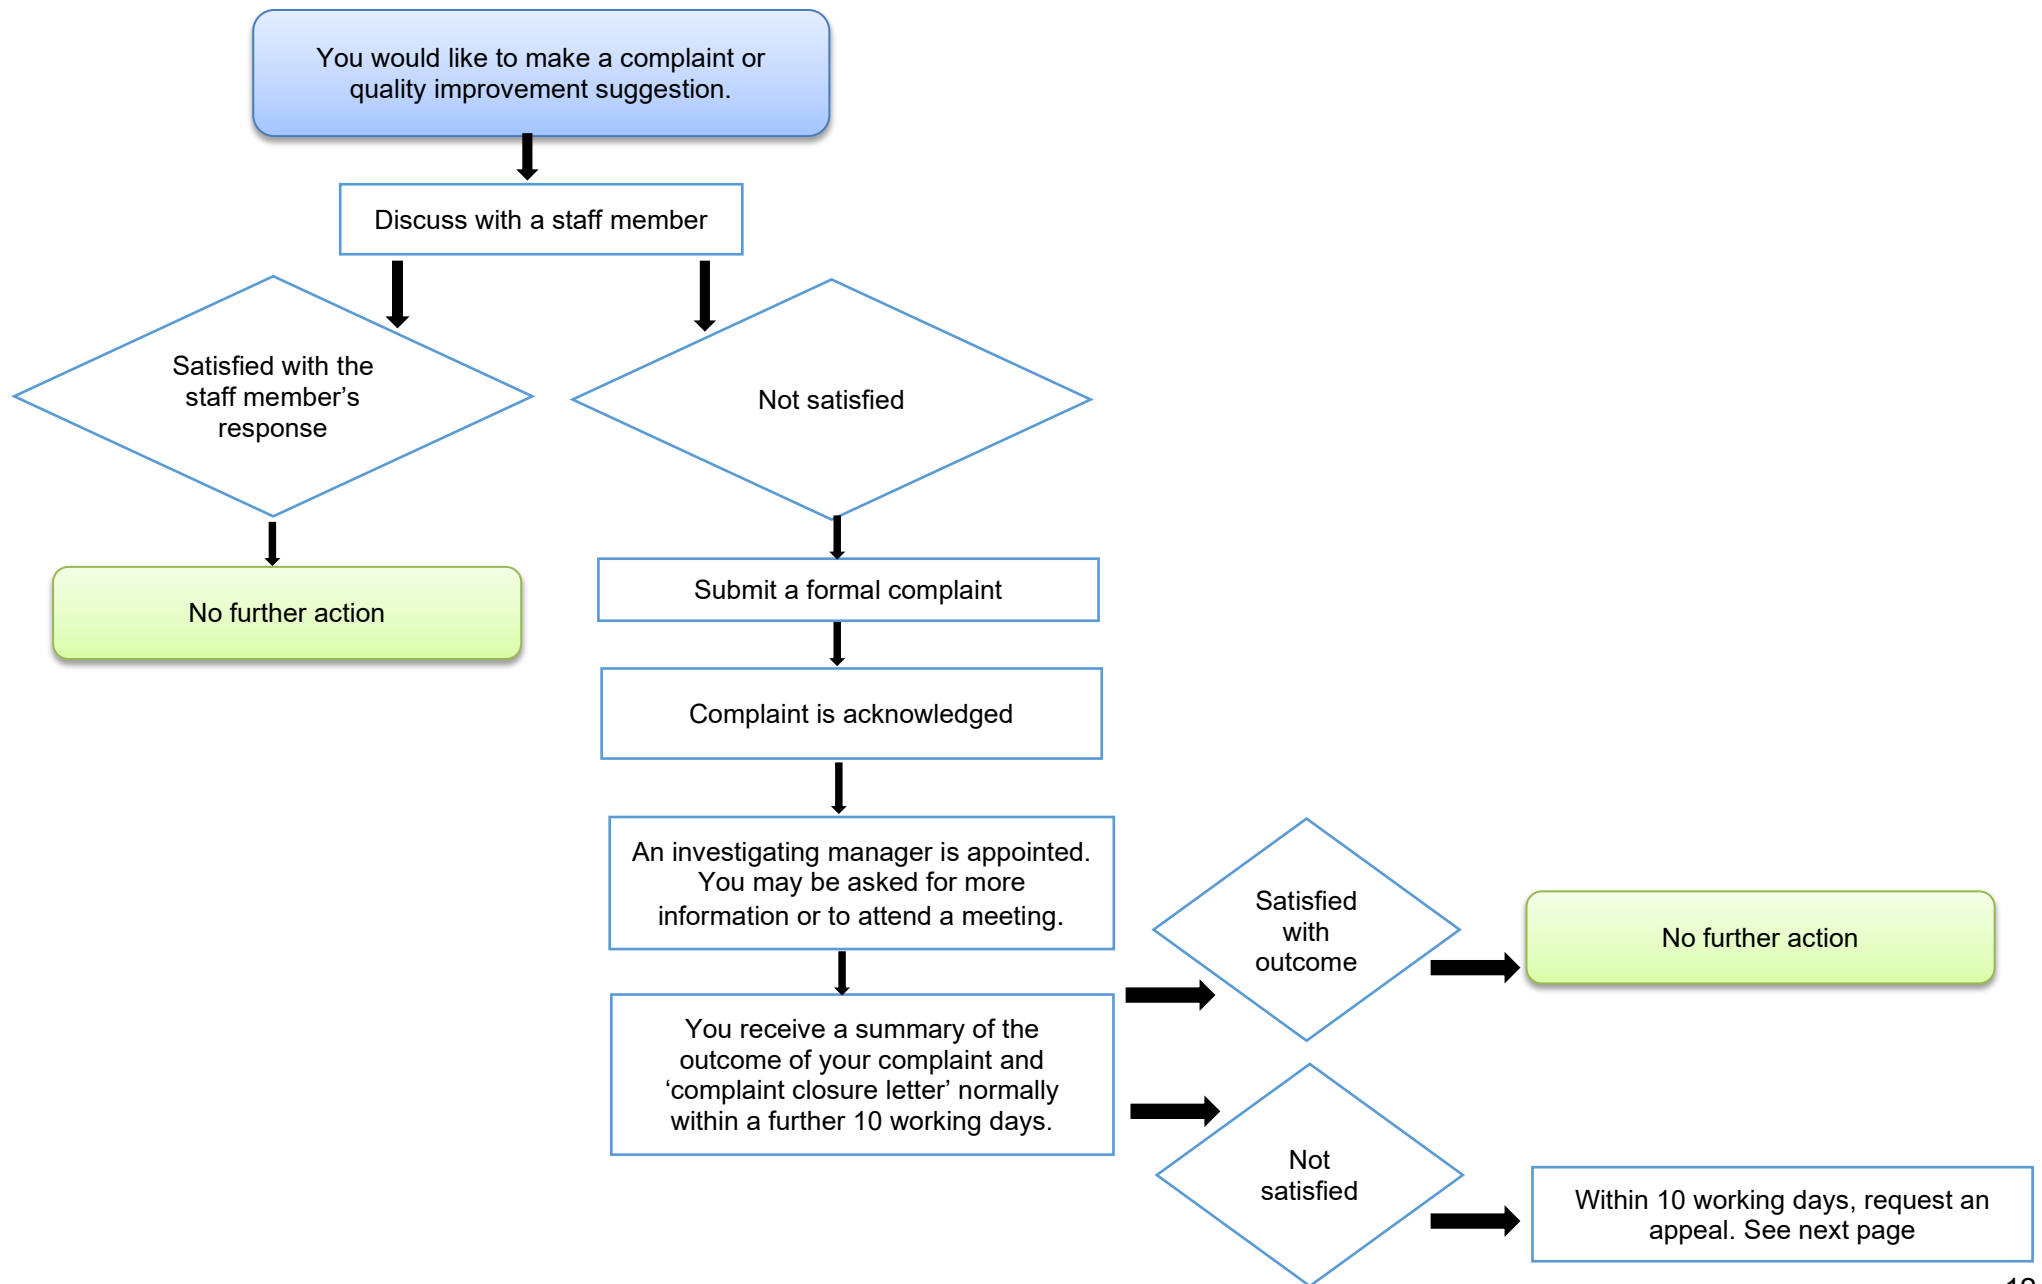 You would like to make a complaint or
quality improvement suggestion.
Discuss with a staff member
Satisfied with the
staff member’s
response
Not satisfied
No further action
Submit a formal complaint
Complaint is acknowledged
An investigating manager is appointed.
You may be asked for more
information or to attend a meeting.
Satisfied
with
outcome
No further action
You receive a summary of the
outcome of your complaint and
‘complaint closure letter’ normally
within a further 10 working days.
Not
satisfied
Within 10 working days, request an
appeal. See next page